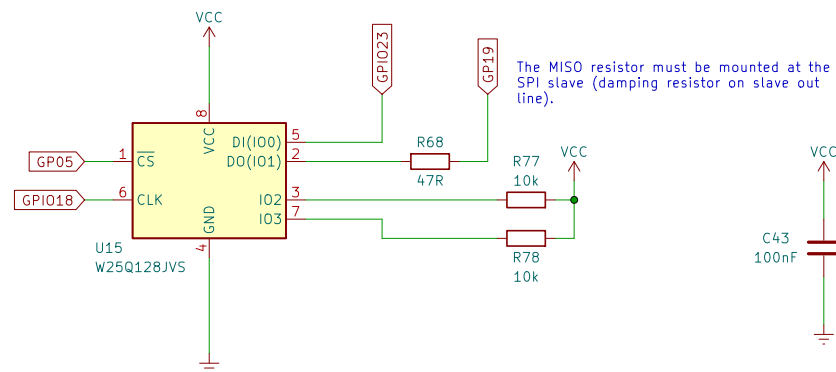 VCC
GPIO23
GP19
The MISO resistor must be mounted at the
SPI slave (damping resistor on slave out
line).
8
VCC
GP05
1
CS
DI(IO0)
5
DO(IO1)
2
R68
47R
GPIO18
6
CLK
IO2
3
IO3
7
GND
4
R77
10k
VCC
R78
10k
U15
W25Q128JVS
VCC
C43
100nF